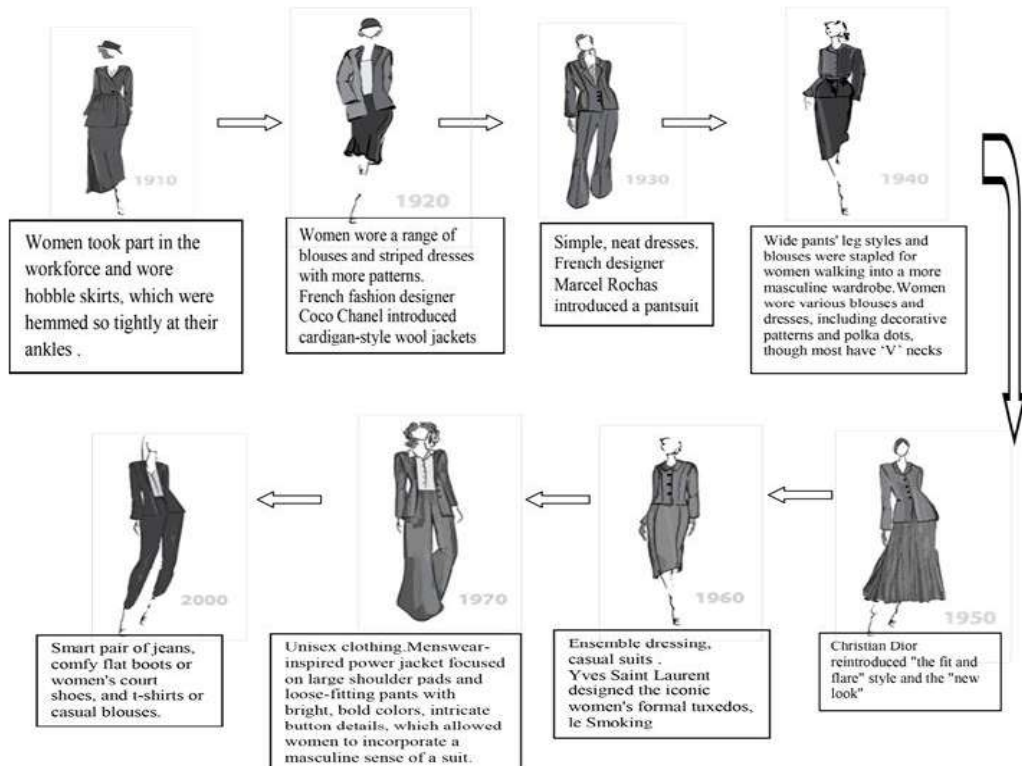 1910
Women took part in the
workforce and wore
hobble skirts, which were
hemmed so tightly at their
ankles .
1920
Women wore a range of
blouses and striped dresses
with more patterns.
French fashion designer
Coco Chanel introduced
cardigan-style wool jackets
1930
Simple, neat dresses.
French designer
Marcel Rochas
introduced a pantsuit
1940
Wide pants' leg styles and
blouses were stapled for
women walking into a more
masculine wardrobe.Women
wore various blouses and
dresses, including decorative
patterns and polka dots,
though most have 'V' necks
1950
Christian Dior
reintroduced "the fit and
flare" style and the "new
look"
1960
Ensemble dressing,
casual suits .
Yves Saint Laurent
designed the iconic
women's formal tuxedos,
le Smoking
1970
Unisex clothing.Menswear-
inspired power jacket focused
on large shoulder pads and
loose-fitting pants with
bright, bold colors, intricate
button details, which allowed
women to incorporate a
masculine sense of a suit.
2000
Smart pair of jeans,
comfy flat boots or
women's court
shoes, and t-shirts or
casual blouses.